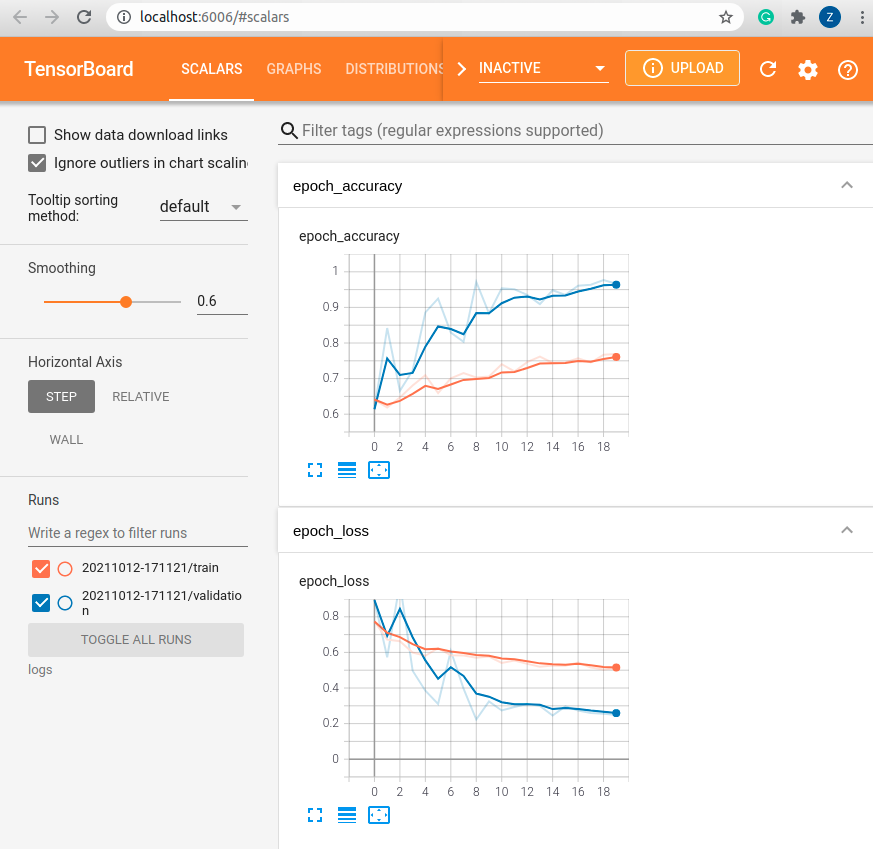 localhost:6006/#scalars
Z
TensorBoard SCALARS GRAPHS DISTRIBUTIONS INACTIVE UPLOAD
Show data download links
Ignore outliers in chart scalin
Tooltip sorting
method:
default
Smoothing
0.6
Horizontal Axis
STEP RELATIVE
WALL
Runs
Write a regex to filter runs
20211012-171121/train
20211012-171121/validatio
n
TOGGLE ALL RUNS
logs
Filter tags (regular expressions supported)
epoch_accuracy
epoch_accuracy
1
0.9
0.8
0.7
0.6
0 2 4 6 8 10 12 14 16 18
epoch_loss
epoch_loss
0.8
0.6
0.4
0.2
0
0 2 4 6 8 10 12 14 16 18